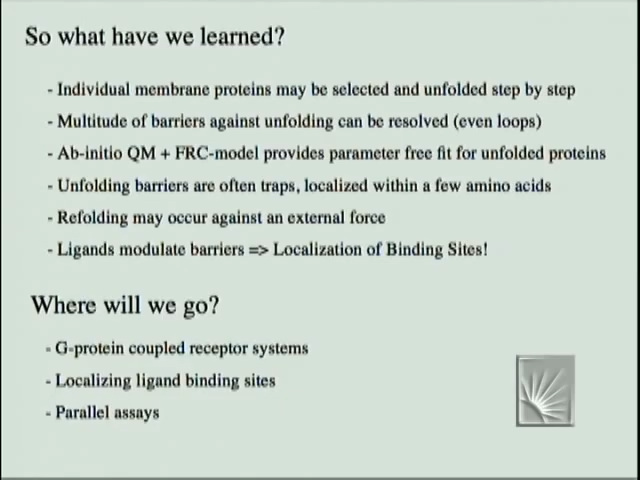 So what have we learned?
- Individual membrane proteins may be selected and unfolded step by step
- Multitude of barriers against unfolding can be resolved (even loops)
- Ab-initio QM + FRC-model provides parameter free fit for unfolded proteins
- Unfolding barriers are often traps, localized within a few amino acids
- Refolding may occur against an external force
- Ligands modulate barriers => Localization of Binding Sites!
Where will we go?
- G-protein coupled receptor systems
- Localizing ligand binding sites
- Parallel assays